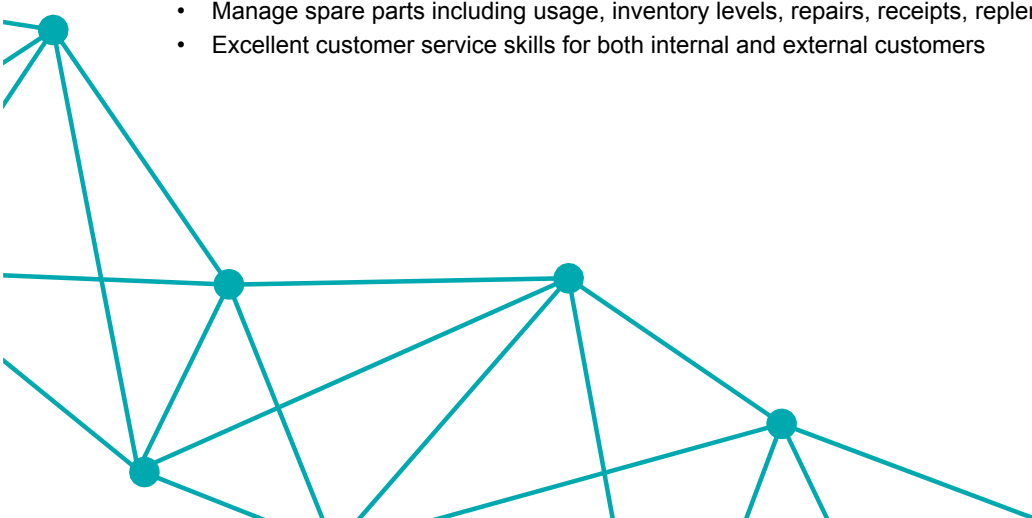 • Manage spare parts including usage, inventory levels, repairs, receipts,
• Excellent customer service skills for both internal and external customers